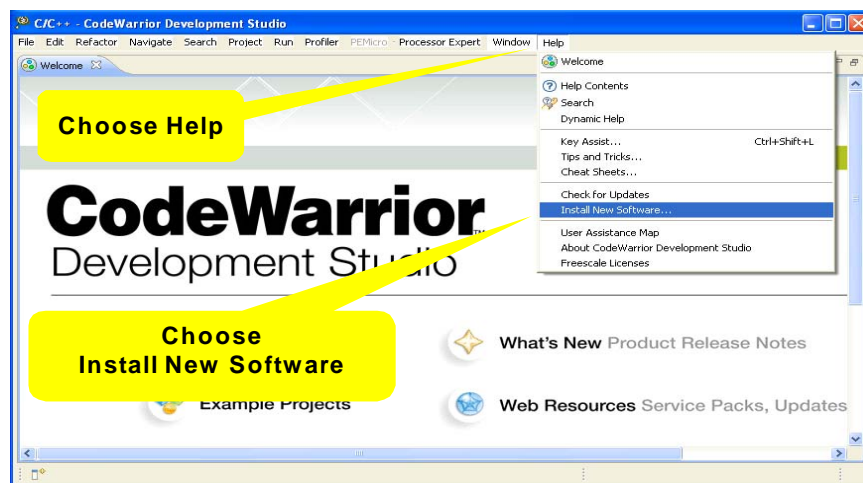 C/C++ - CodeWarrior Development Studio
File Edit Refactor Navigate Search Project Run Profiler PEMicro Processor Expert Window Help
Welcome
Welcome
Help Contents
Search
Dynamic Help
Key Assist... Ctrl+Shift+L
Tips and Tricks...
Cheat Sheets...
Check for Updates
Install New Software...
User Assistance Map
About CodeWarrior Development Studio
Freescale Licenses
Choose Help
CodeWarrior
TM
Development Studio
Choose
Install New Software
What's New Product Release Notes
Example Projects
Web Resources Service Packs, Updates